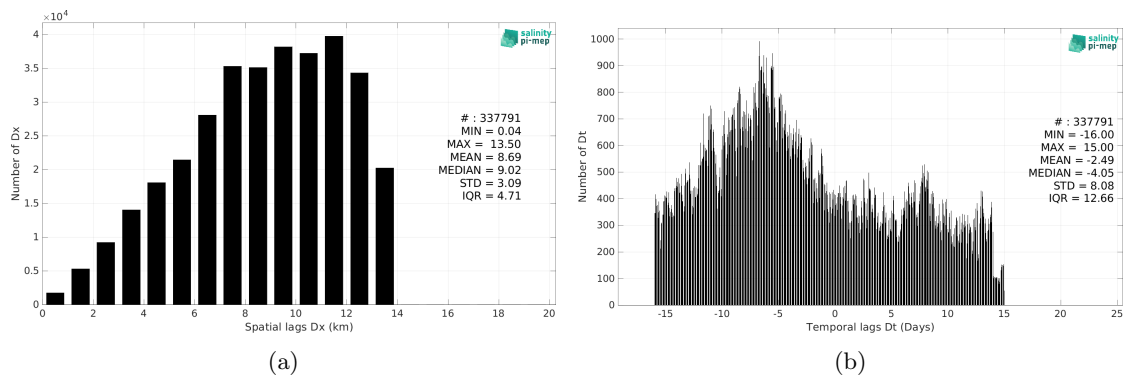 ×10⁴
4
3.5
3
2.5
2
1.5
1
0.5
0
Number of Dx
0 2 4 6 8 10 12 14 16 18 20
Spatial lags Dx (km)
salinity
pi-mep
# : 337791
MIN = 0.04
MAX = 13.50
MEAN = 8.69
MEDIAN = 9.02
STD = 3.09
IQR = 4.71
(a)
1000
900
800
700
600
500
400
300
200
100
0
Number of Dt
-15 -10 -5 0 5 10 15 20 25
Temporal lags Dt (Days)
salinity
pi-mep
# : 337791
MIN = -16.00
MAX = 15.00
MEAN = -2.49
MEDIAN = -4.05
STD = 8.08
IQR = 12.66
(b)